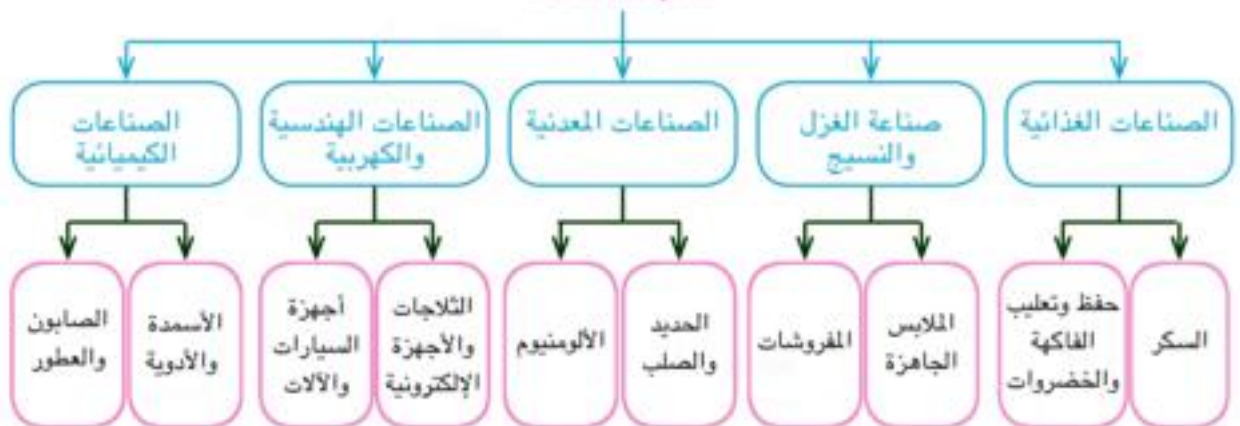 الصناعات الغذائية
صناعة الغزل
والنسيج
الصناعات المعدنية
الصناعات الهندسية
والكهربية
الصناعات
الكيميائية
السكر
حفظ وتعليب
الفاكهة
والخضروات
الملابس
الجاهزة
المفروشات
الحديد
والصلب
الألومنيوم
الثلاجات
والأجهزة
الإلكترونية
أجهزة
السيارات
والآلات
الأسمدة
والأدوية
الصابون
والعطور